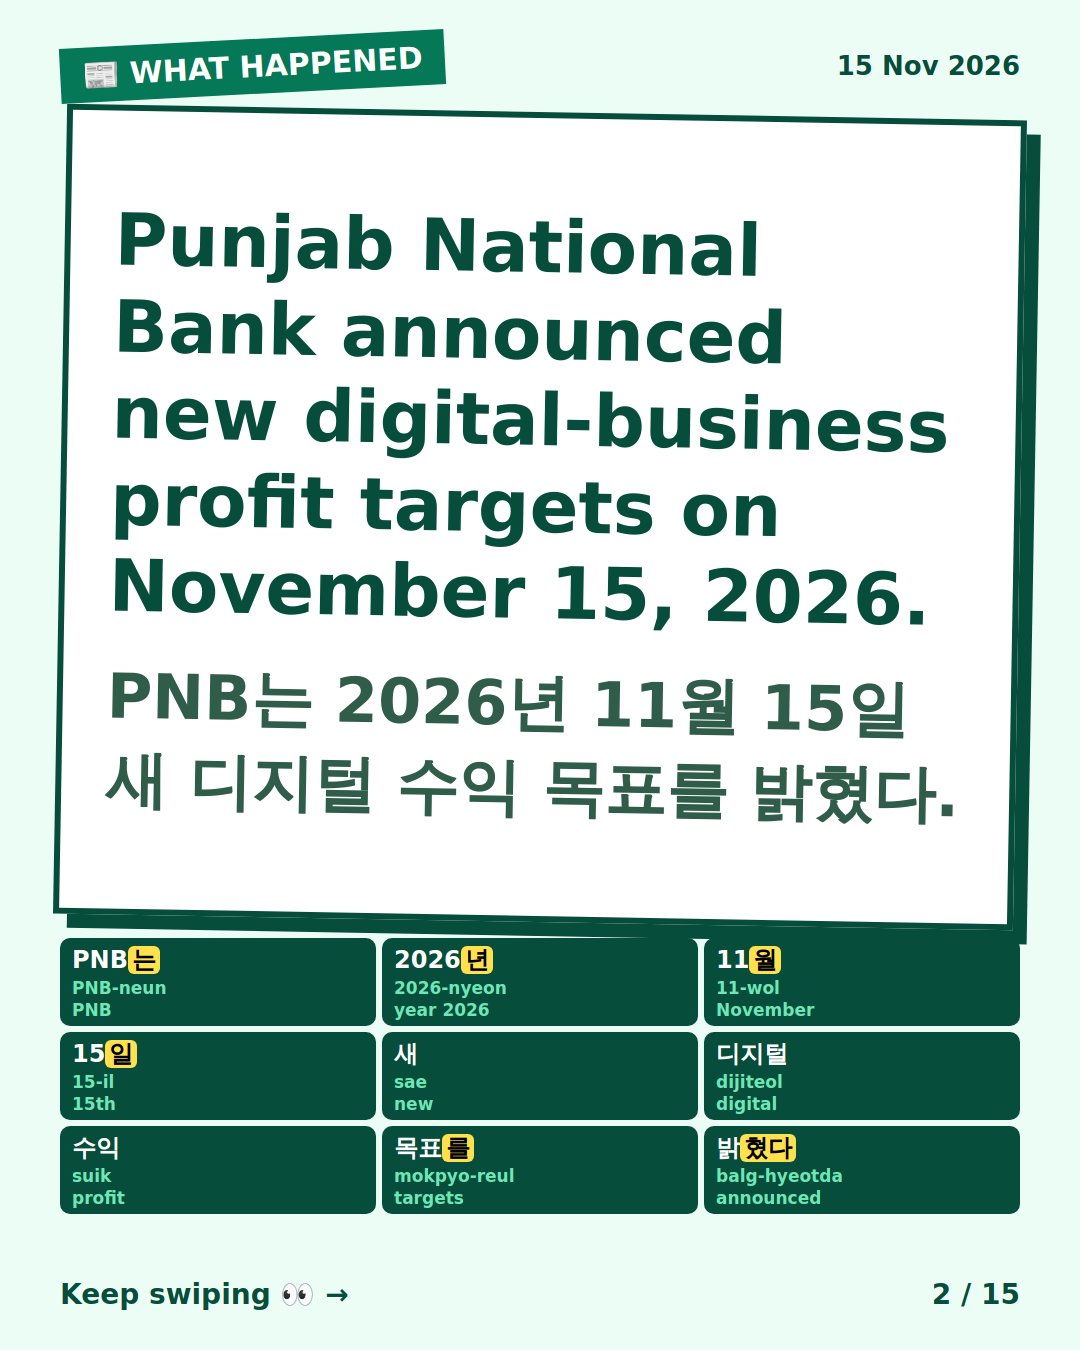 📰 WHAT HAPPENED
15 Nov 2026
Punjab National
Bank announced
new digital-business
profit targets on
November 15, 2026.
PNB는 2026년 11월 15일
새 디지털 수익 목표를 밝혔다.
PNB는
PNB-neun
PNB
2026년
2026-nyeon
year 2026
11월
11-wol
November
15일
15-il
15th
새
sae
new
디지털
dijiteol
digital
수익
suik
profit
목표를
mokpyo-reul
targets
밝혔다
balg-hyeotda
announced
Keep swiping 👀 →
2 / 15